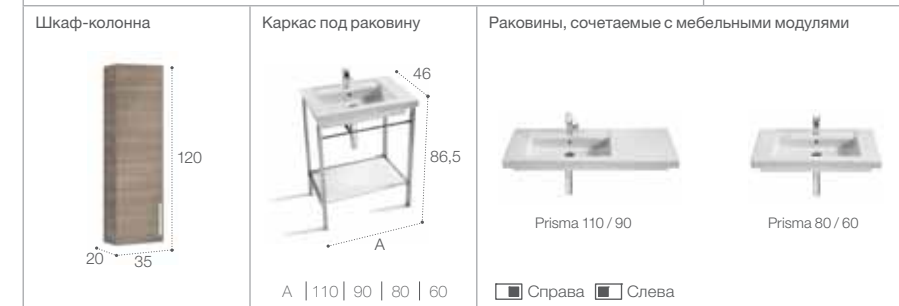 Шкаф-колонна
120
20
35
Каркас под раковину
46
86,5
A
A | 110 | 90 | 80 | 60
Раковины, сочетаемые с мебельными модулями
Prisma 110 / 90
Prisma 80 / 60
Справа Слева